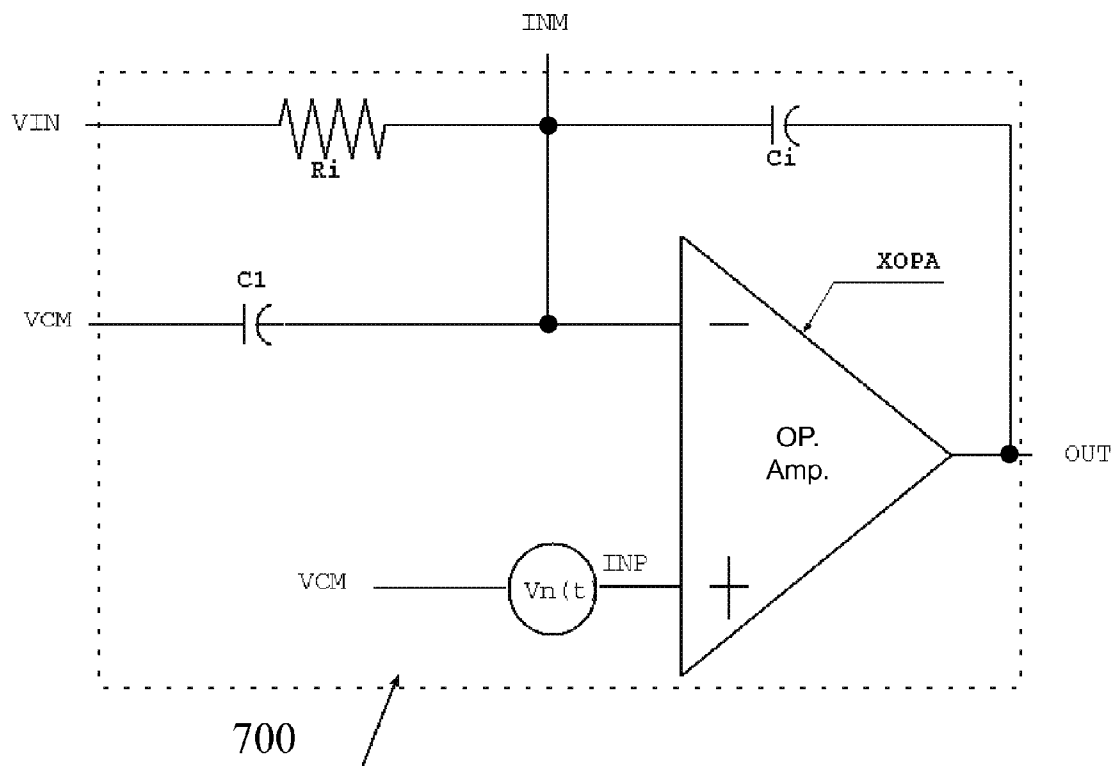 INM
VIN
Ri
Ci
C1
XOPA
VCM
−
OP.
Amp.
OUT
VCM
Vn(t
INP
+
700